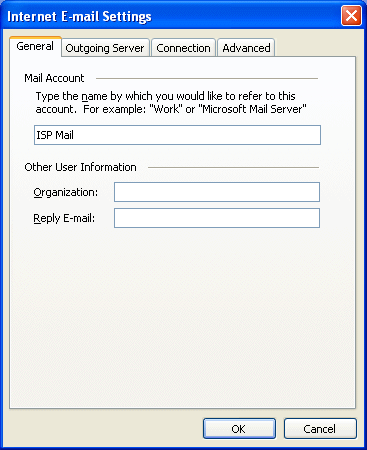 Internet E-mail Settings
General Outgoing Server Connection Advanced
Mail Account
Type the name by which you would like to refer to this
account. For example: "Work" or "Microsoft Mail Server"
ISP Mail
Other User Information
Organization:
Reply E-mail:
OK Cancel